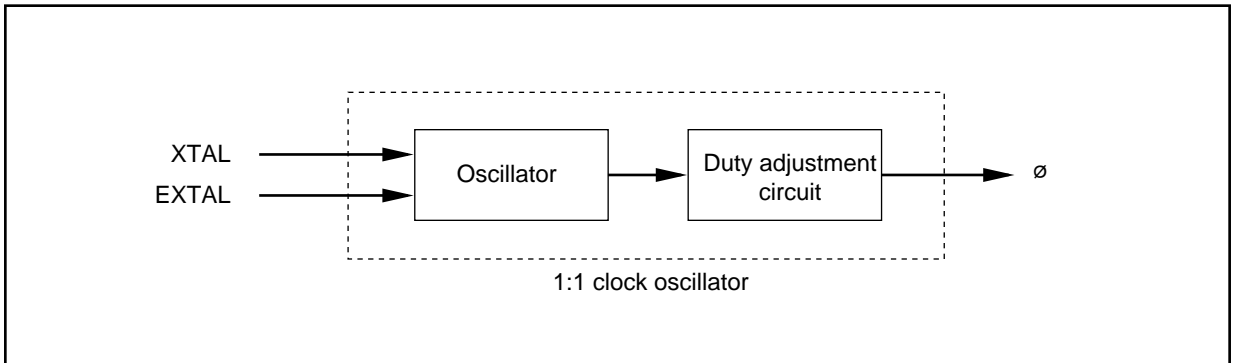 XTAL
EXTAL
Oscillator
Duty adjustment
circuit
ø
1:1 clock oscillator